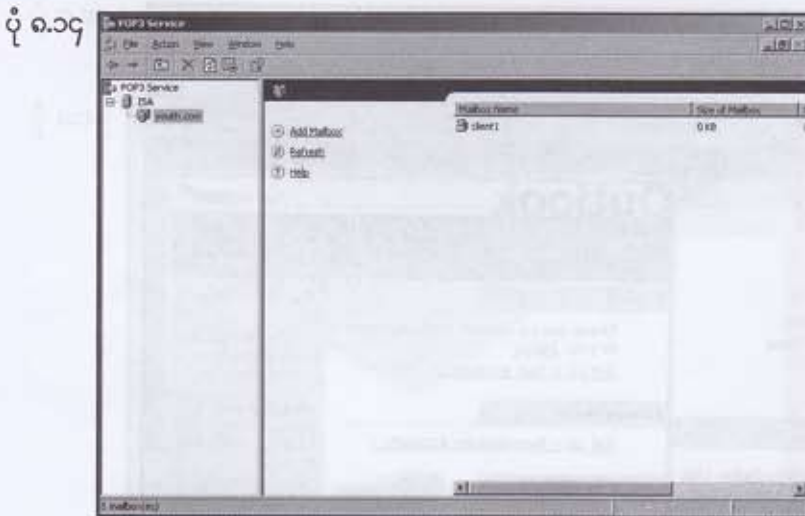 ပုံ ၈.၁၄
POP3 Service
File Action View Window Help
POP3 Service
ISA
youth.com
Add Mailbox
Refresh
Help
Mailbox Name Size of Mailbox
client1 0 KB
1 mailbox(es)